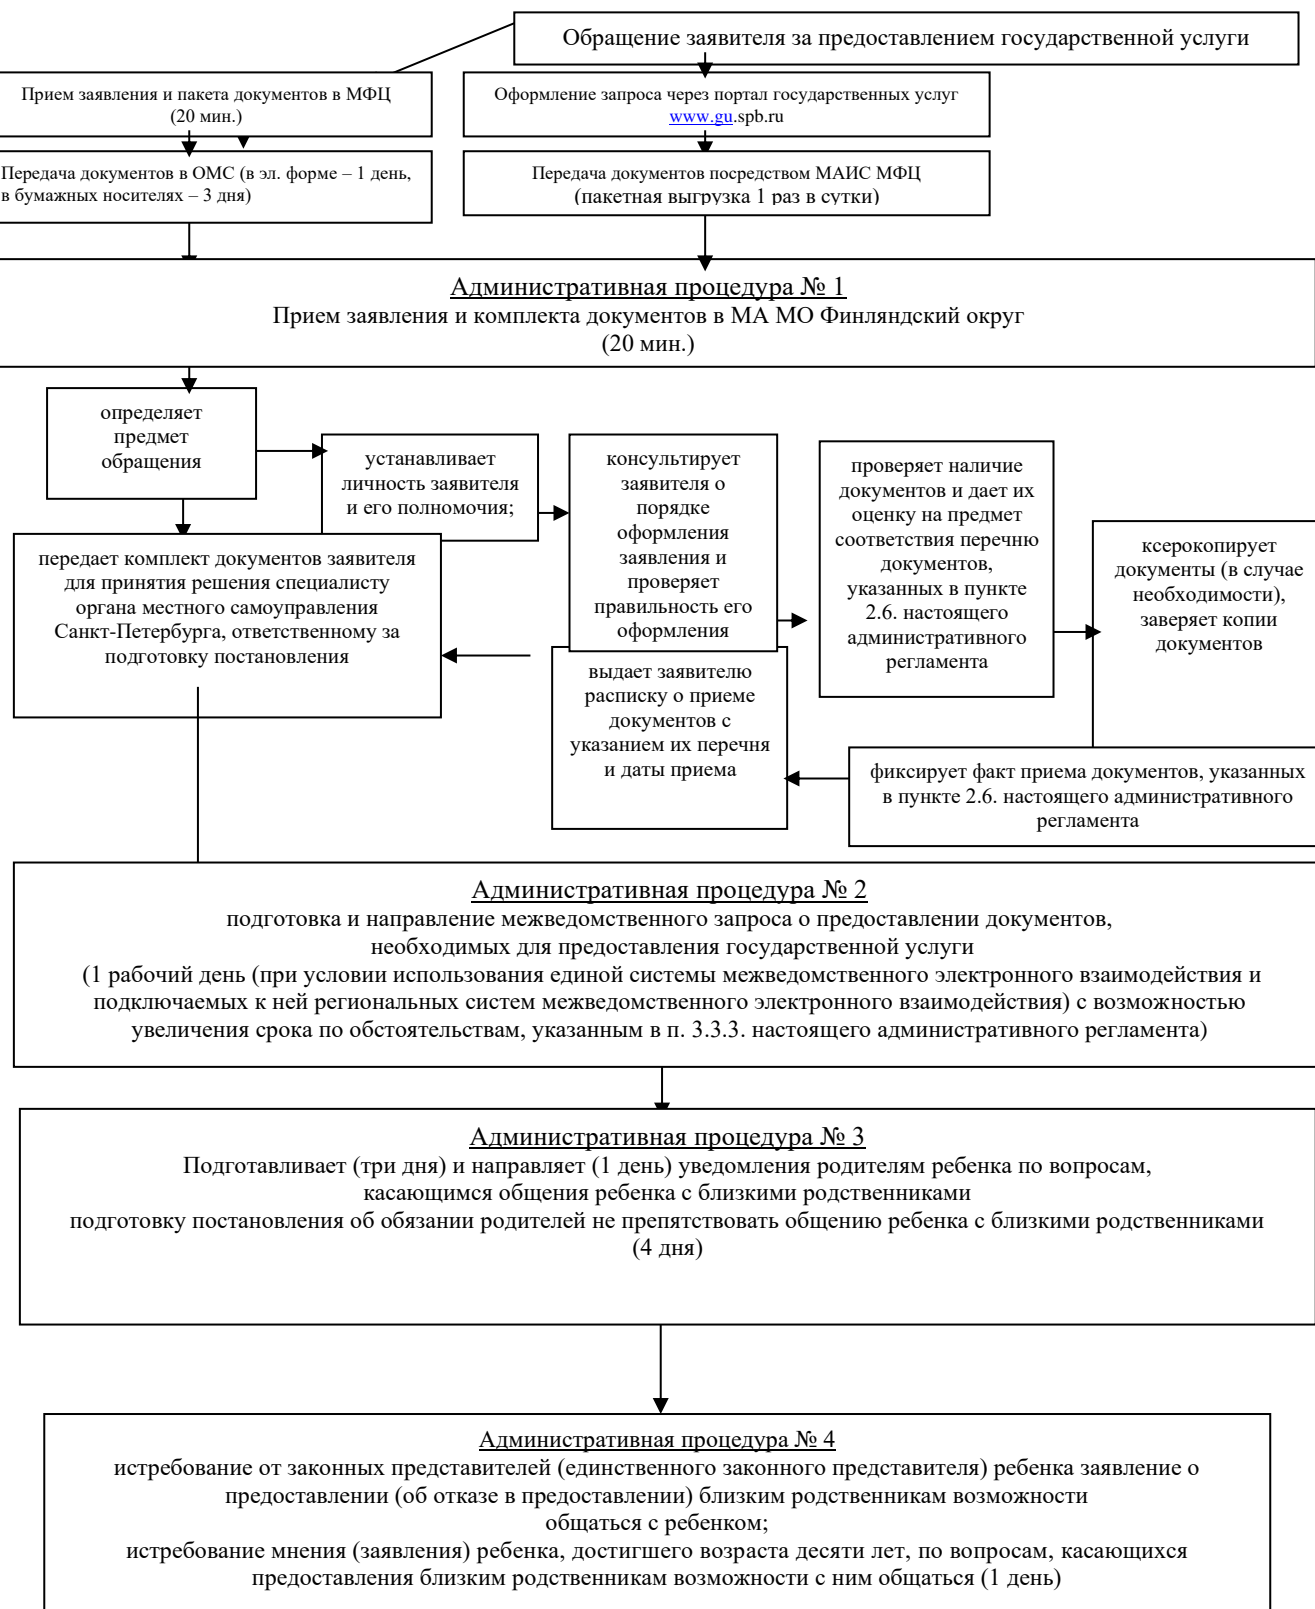 Обращение заявителя за предоставлением государственной услуги
Прием заявления и пакета документов в МФЦ
(20 мин.)
Оформление запроса через портал государственных услуг
www.gu.spb.ru
Передача документов в ОМС (в эл. форме – 1 день,
в бумажных носителях – 3 дня)
Передача документов посредством МАИС МФЦ
(пакетная выгрузка 1 раз в сутки)
Административная процедура № 1
Прием заявления и комплекта документов в МА МО Финляндский округ
(20 мин.)
определяет
предмет
обращения
устанавливает
личность заявителя
и его полномочия;
консультирует
заявителя о
порядке
оформления
заявления и
проверяет
правильность его
оформления
проверяет наличие
документов и дает их
оценку на предмет
соответствия перечню
документов,
указанных в пункте
2.6. настоящего
административного
регламента
ксерокопирует
документы (в случае
необходимости),
заверяет копии
документов
передает комплект документов заявителя
для принятия решения специалисту
органа местного самоуправления
Санкт-Петербурга, ответственному за
подготовку постановления
выдает заявителю
расписку о приеме
документов с
указанием их перечня
и даты приема
фиксирует факт приема документов, указанных
в пункте 2.6. настоящего административного
регламента
Административная процедура № 2
подготовка и направление межведомственного запроса о предоставлении документов,
необходимых для предоставления государственной услуги
(1 рабочий день (при условии использования единой системы межведомственного электронного взаимодействия и
подключаемых к ней региональных систем межведомственного электронного взаимодействия) с возможностью
увеличения срока по обстоятельствам, указанным в п. 3.3.3. настоящего административного регламента)
Административная процедура № 3
Подготавливает (три дня) и направляет (1 день) уведомления родителям ребенка по вопросам,
касающимся общения ребенка с близкими родственниками
подготовку постановления об обязании родителей не препятствовать общению ребенка с близкими родственниками
(4 дня)
Административная процедура № 4
истребование от законных представителей (единственного законного представителя) ребенка заявление о
предоставлении (об отказе в предоставлении) близким родственникам возможности
общаться с ребенком;
истребование мнения (заявления) ребенка, достигшего возраста десяти лет, по вопросам, касающихся
предоставления близким родственникам возможности с ним общаться (1 день)